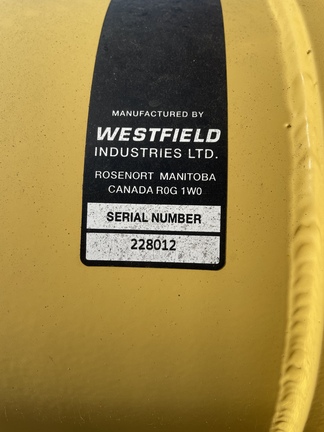 MANUFACTURED BY
WESTFIELD
INDUSTRIES LTD.
ROSENORT MANITOBA
CANADA R0G 1W0
SERIAL NUMBER
228012